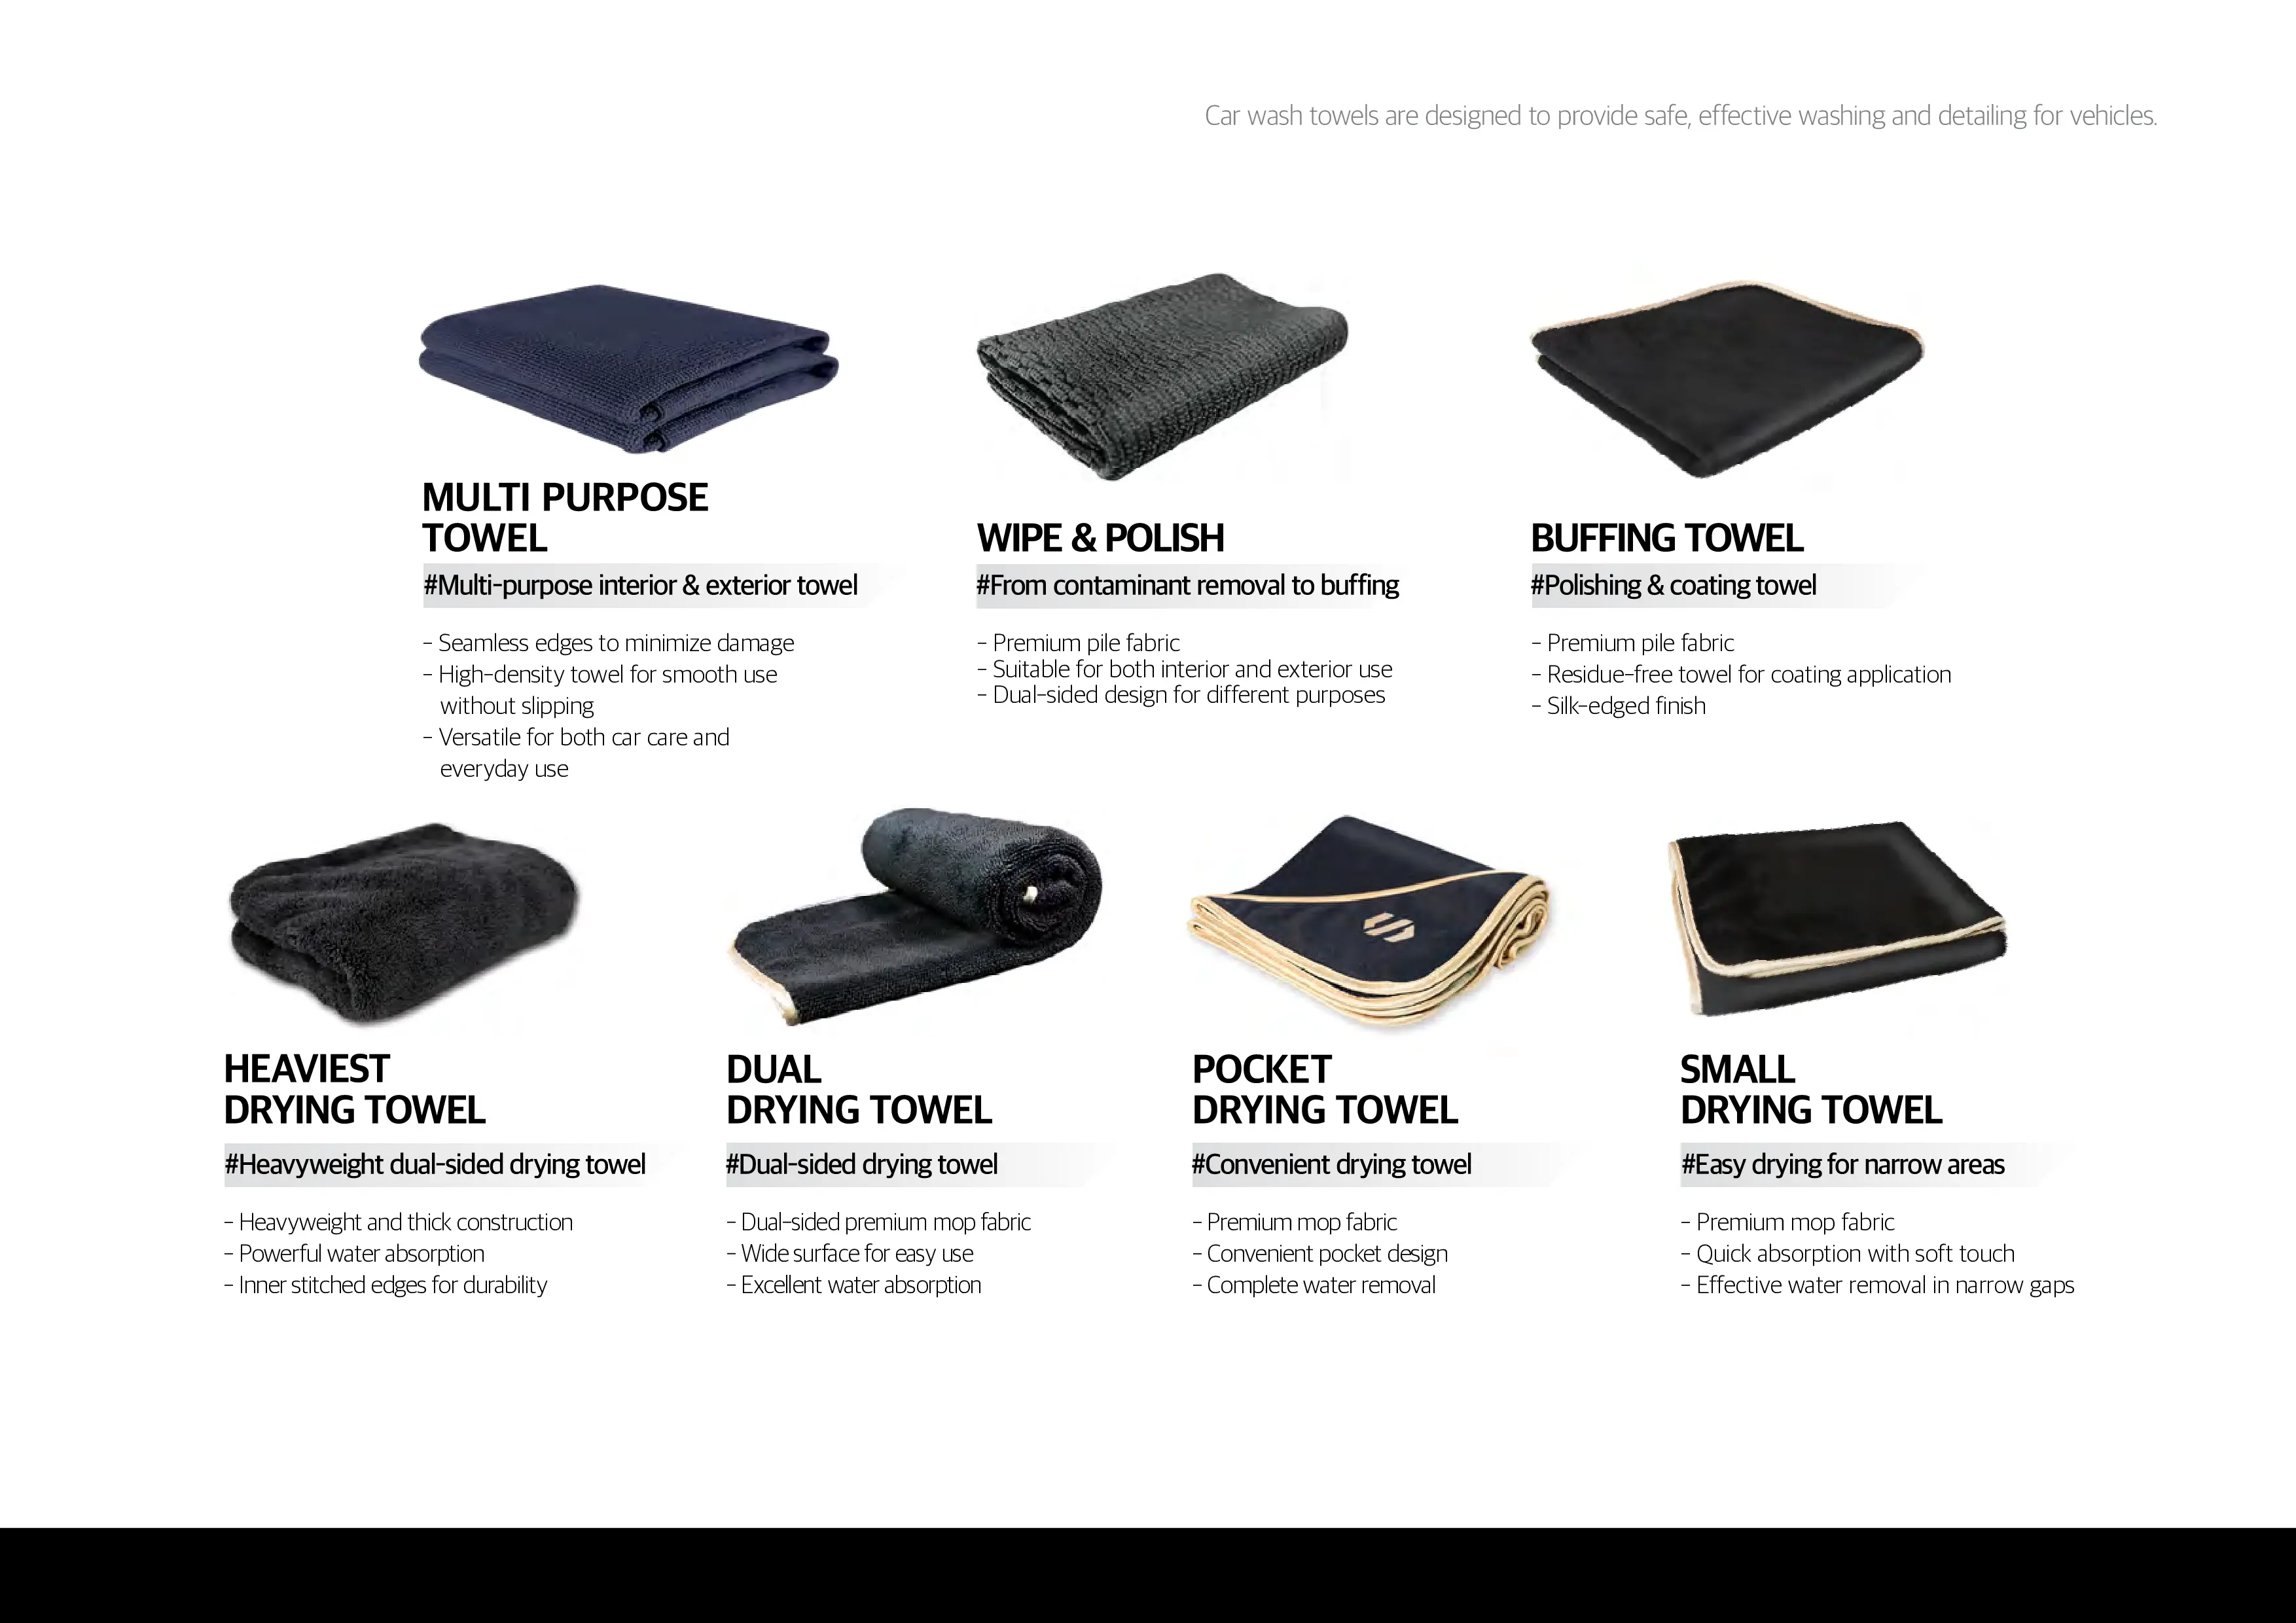 Car wash towels are designed to provide safe, effective washing and detailing for vehicles.
MULTI PURPOSE
TOWEL
#Multi-purpose interior & exterior towel
- Seamless edges to minimize damage
- High-density towel for smooth use
without slipping
- Versatile for both car care and
everyday use
WIPE & POLISH
#From contaminant removal to buffing
- Premium pile fabric
- Suitable for both interior and exterior use
- Dual-sided design for different purposes
BUFFING TOWEL
#Polishing & coating towel
- Premium pile fabric
- Residue-free towel for coating application
- Silk-edged finish
HEAVIEST
DRYING TOWEL
#Heavyweight dual-sided drying towel
- Heavyweight and thick construction
- Powerful water absorption
- Inner stitched edges for durability
DUAL
DRYING TOWEL
#Dual-sided drying towel
- Dual-sided premium mop fabric
- Wide surface for easy use
- Excellent water absorption
POCKET
DRYING TOWEL
#Convenient drying towel
- Premium mop fabric
- Convenient pocket design
- Complete water removal
SMALL
DRYING TOWEL
#Easy drying for narrow areas
- Premium mop fabric
- Quick absorption with soft touch
- Effective water removal in narrow gaps